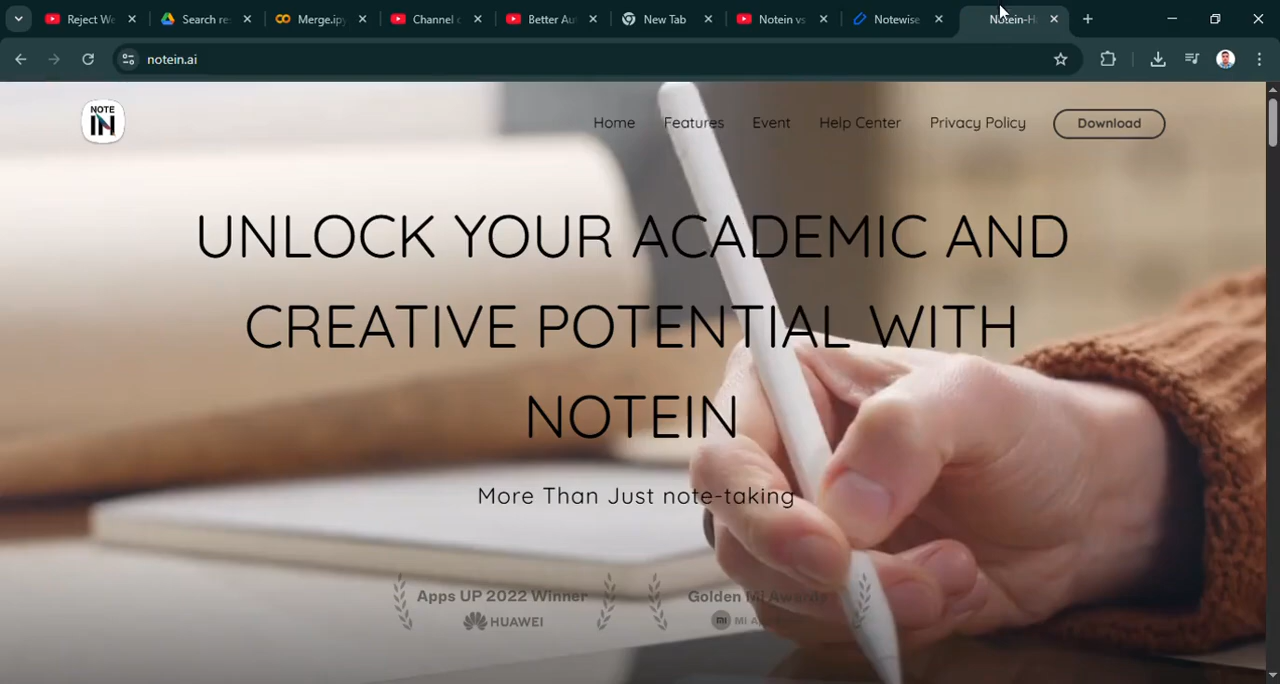 Reject We
Search re
Merge.ipy
Channel
Better Au
New Tab
Notein vs
Notewise
Notein-H
notein.ai
NOTE
IN
Home
Features
Event
Help Center
Privacy Policy
Download
UNLOCK YOUR ACADEMIC AND
CREATIVE POTENTIAL WITH
NOTEIN
More Than Just note-taking
Apps UP 2022 Winner
HUAWEI
Golden Mi Awards
mi Mi